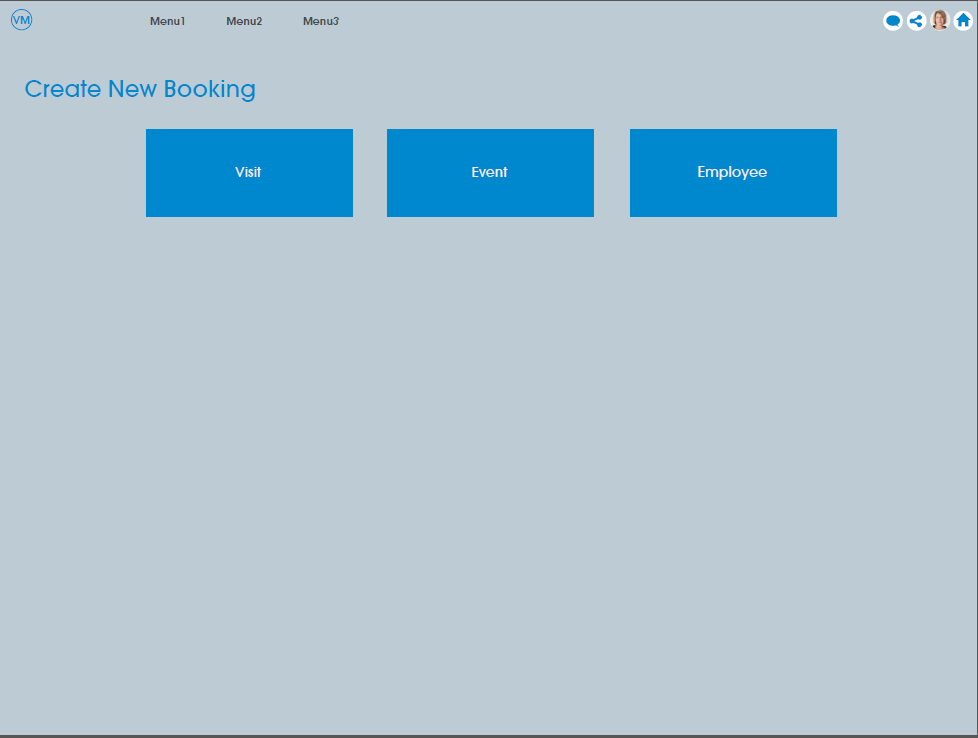 VM
Menu1 Menu2 Menu3
Create New Booking
Visit Event Employee